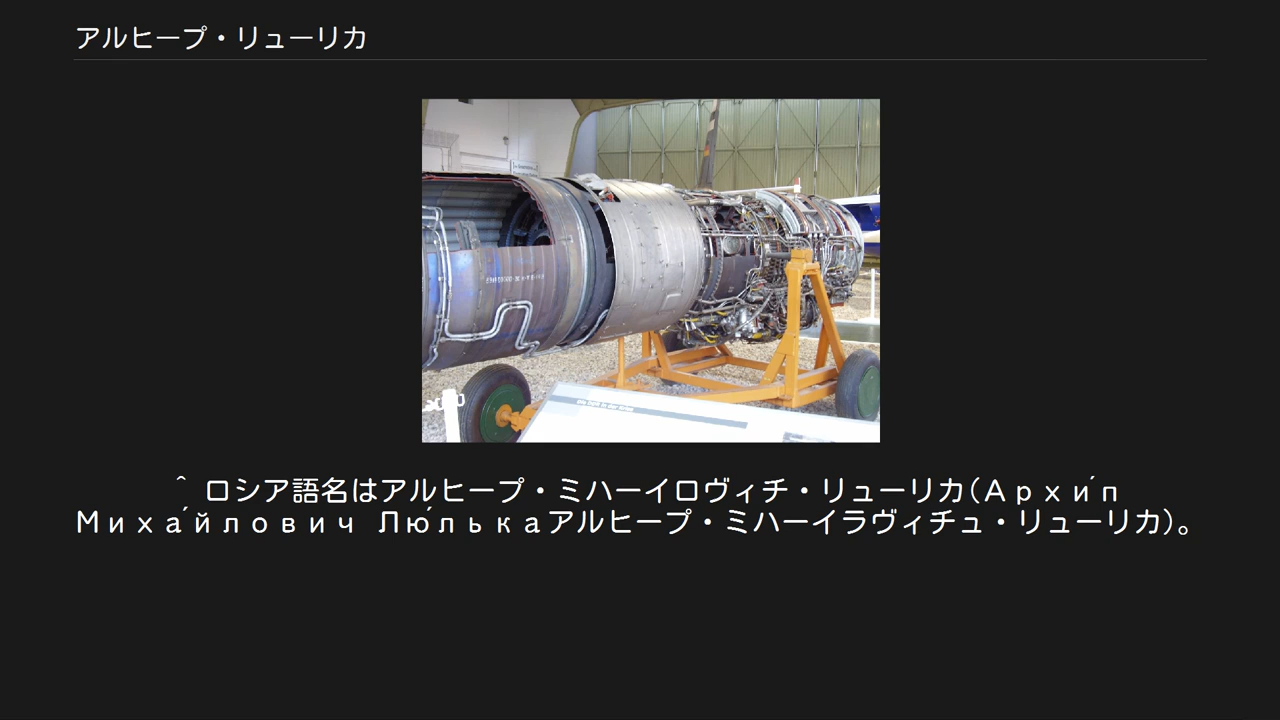 アルヒープ・リューリカ
^ ロシア語名はアルヒープ・ミハーイロヴィチ・リューリカ(Архи́п
Миха́йлович Лю́лькаアルヒープ・ミハーイラヴィチュ・リューリカ)。